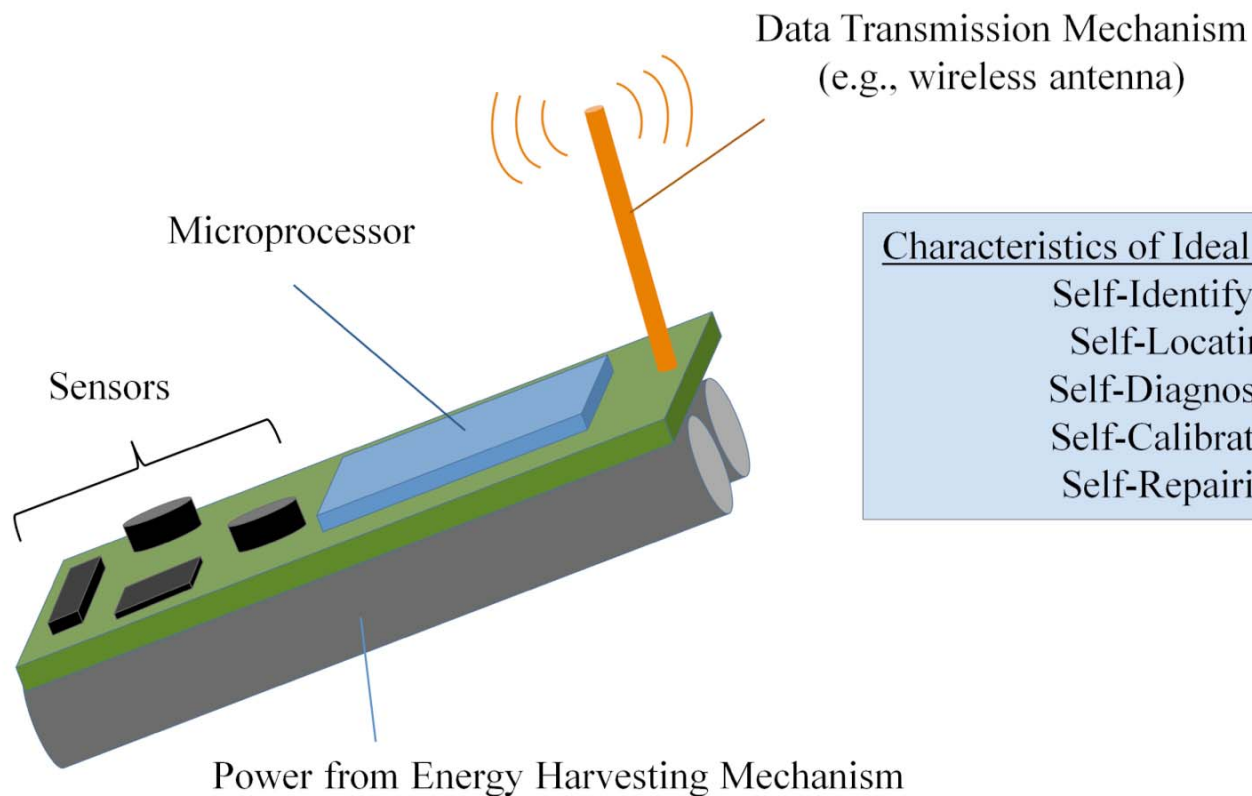 Data Transmission Mechanism
(e.g., wireless antenna)
Microprocessor
Characteristics of Ideal
Self-Identify
Self-Locatin
Self-Diagnos
Self-Calibrat
Self-Repairi
Sensors
Power from Energy Harvesting Mechanism